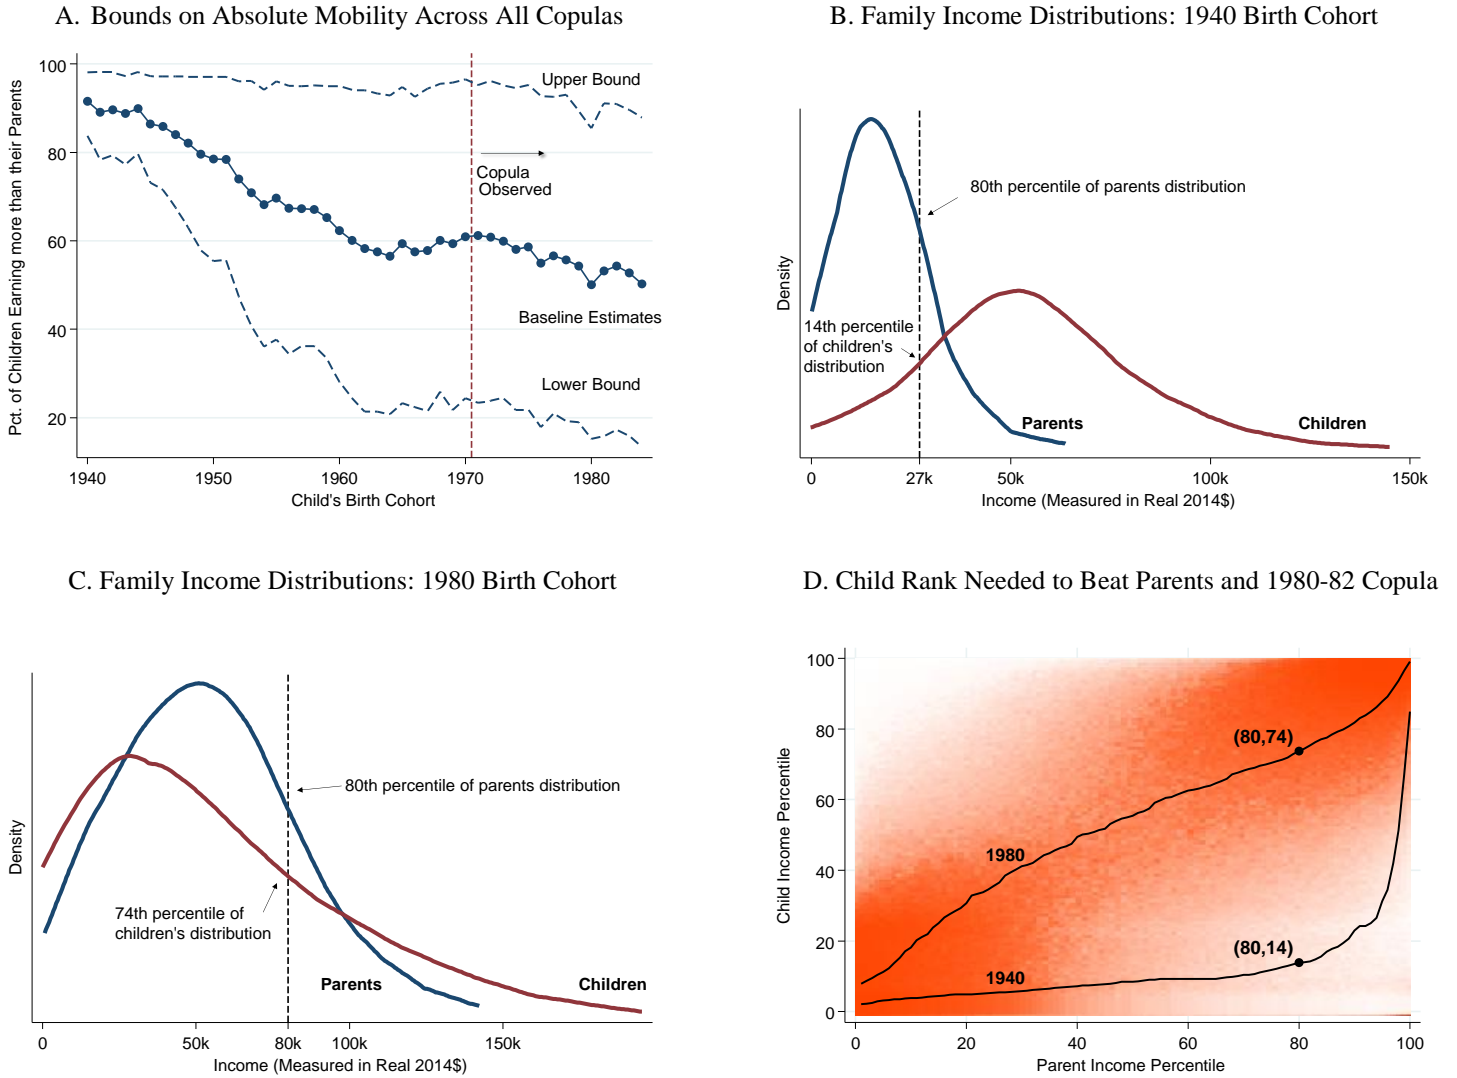 A. Bounds on Absolute Mobility Across All Copulas
Pct. of Children Earning more than their Parents
100
80
60
40
20
Upper Bound
Copula
Observed
Baseline Estimates
Lower Bound
1940
1950
1960
1970
1980
Child's Birth Cohort
B. Family Income Distributions: 1940 Birth Cohort
Density
80th percentile of parents distribution
14th percentile
of children's
distribution
Parents
Children
0
27k
50k
100k
150k
Income (Measured in Real 2014$)
C. Family Income Distributions: 1980 Birth Cohort
Density
80th percentile of parents distribution
74th percentile of
children's distribution
Parents
Children
0
50k
80k
100k
150k
Income (Measured in Real 2014$)
D. Child Rank Needed to Beat Parents and 1980-82 Copula
Child Income Percentile
100
80
60
40
20
0
(80,74)
1980
(80,14)
1940
0
20
40
60
80
100
Parent Income Percentile